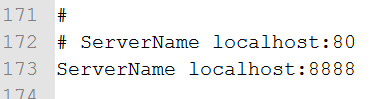 171 #
172 # ServerName localhost:80
173 ServerName localhost:8888
174